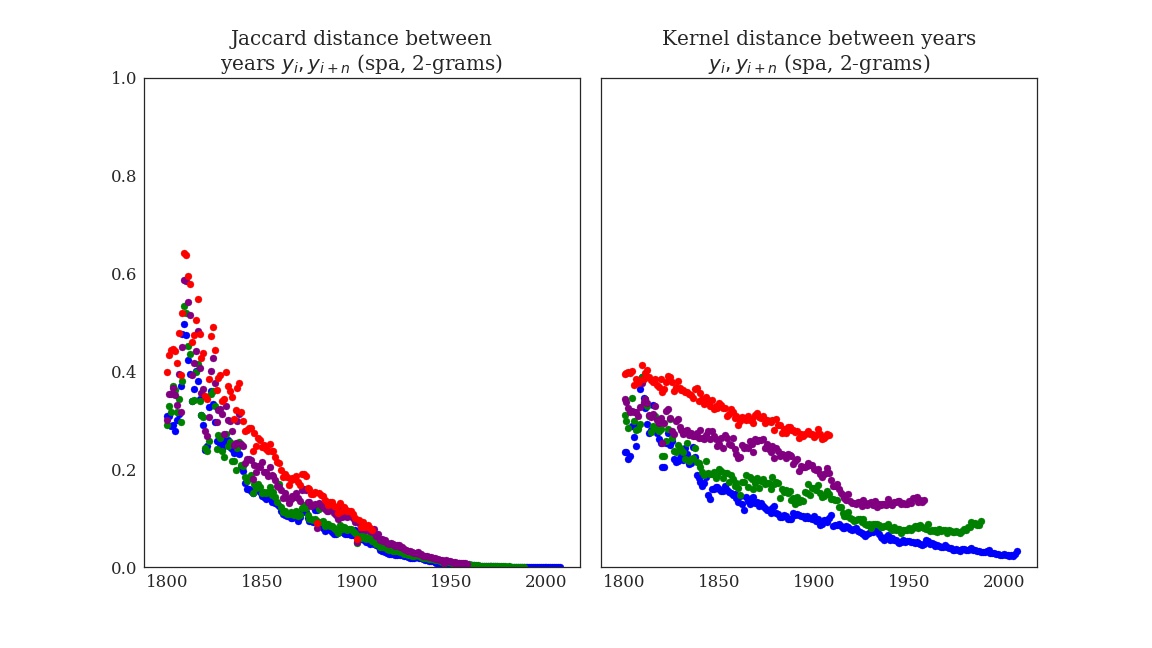 Jaccard distance between
years $y_i, y_{i+n}$ (spa, 2-grams)
Kernel distance between years
$y_i, y_{i+n}$ (spa, 2-grams)
1.0
0.8
0.6
0.4
0.2
0.0
1800 1850 1900 1950 2000
1800 1850 1900 1950 2000